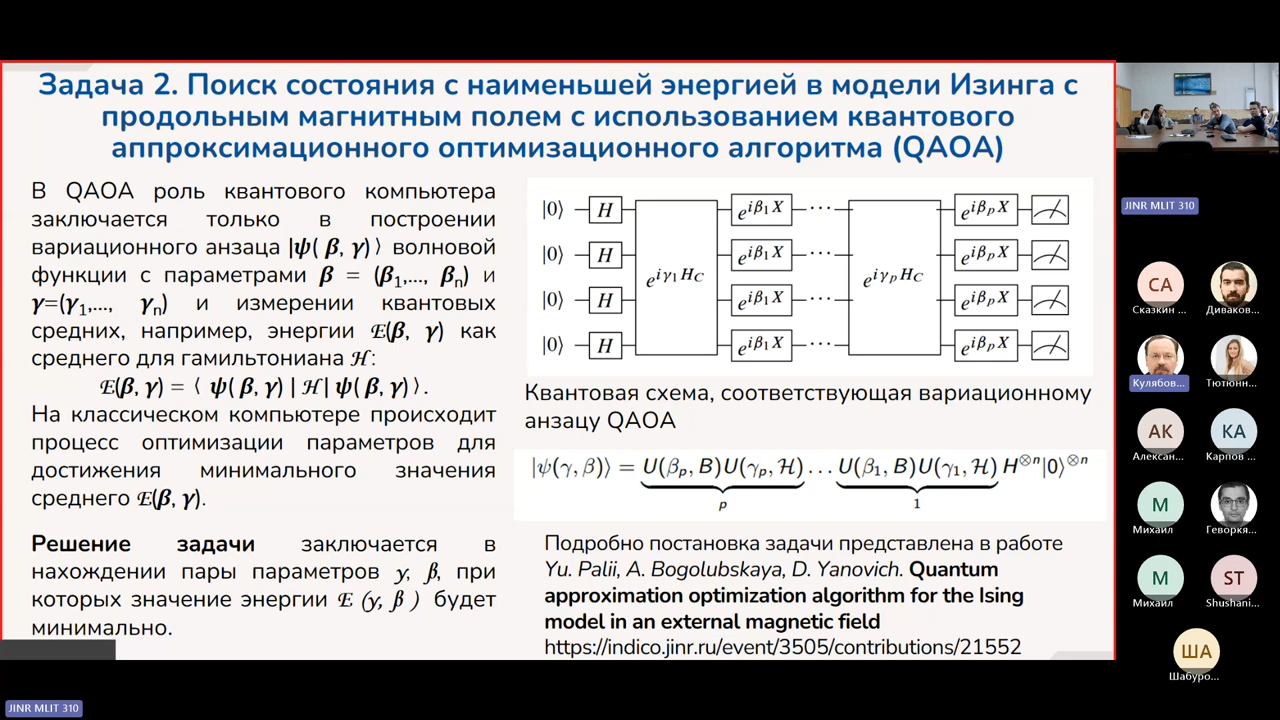 Задача 2. Поиск состояния с наименьшей энергией в модели Изинга с
продольным магнитным полем с использованием квантового
аппроксимационного оптимизационного алгоритма (QAOA)
В QAOA роль квантового компьютера
заключается только в построении
вариационного анзаца |ψ( β, γ) ⟩ волновой
функции с параметрами β = (β₁,..., βₙ) и
γ=(γ₁,..., γₙ) и измерении квантовых
средних, например, энергии E(β, γ) как
среднего для гамильтониана ℋ:
E(β, γ) = ⟨ ψ( β, γ) | ℋ | ψ( β, γ) ⟩.
На классическом компьютере происходит
процесс оптимизации параметров для
достижения минимального значения
среднего E(β, γ).
Решение задачи заключается в
нахождении пары параметров γ, β, при
которых значение энергии E (γ, β ) будет
минимально.
|0⟩ H e^{iβ₁X} ··· e^{iβₚX}
|0⟩ H e^{iβ₁X} ··· e^{iβₚX}
e^{iγ₁H_C} e^{iγₚH_C}
|0⟩ H e^{iβ₁X} ··· e^{iβₚX}
|0⟩ H e^{iβ₁X} ··· e^{iβₚX}
Квантовая схема, соответствующая вариационному
анзацу QAOA
|ψ(γ, β)⟩ = U(βₚ, B)U(γₚ, ℋ) ... U(β₁, B)U(γ₁, ℋ) H^{⊗n}|0⟩^{⊗n}
p 1
Подробно постановка задачи представлена в работе
Yu. Palii, A. Bogolubskaya, D. Yanovich. Quantum
approximation optimization algorithm for the Ising
model in an external magnetic field
https://indico.jinr.ru/event/3505/contributions/21552
JINR MLIT 310
СА
Сказкин ...
Диваков...
Кулябов...
Тютюнн...
АК
Алексан...
КА
Карпов ...
М
Михаил
Геворкя...
М
Михаил
ST
Shushani...
ША
Шабуро...
JINR MLIT 310